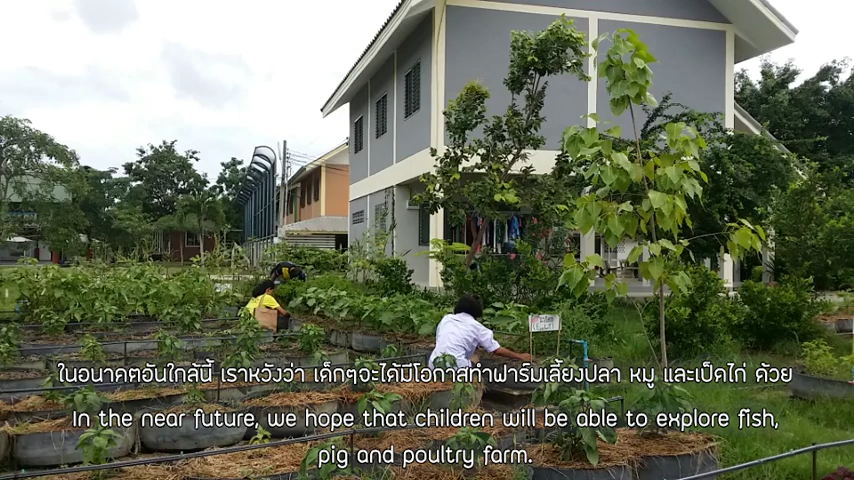 ในอนาคตอันใกล้นี้ เราหวังว่า เด็กๆจะได้มีโอกาสทำฟาร์มเลี้ยงปลา หมู และเป็ดไก่ ด้วย
In the near future, we hope that children will be able to explore fish,
pig and poultry farm.